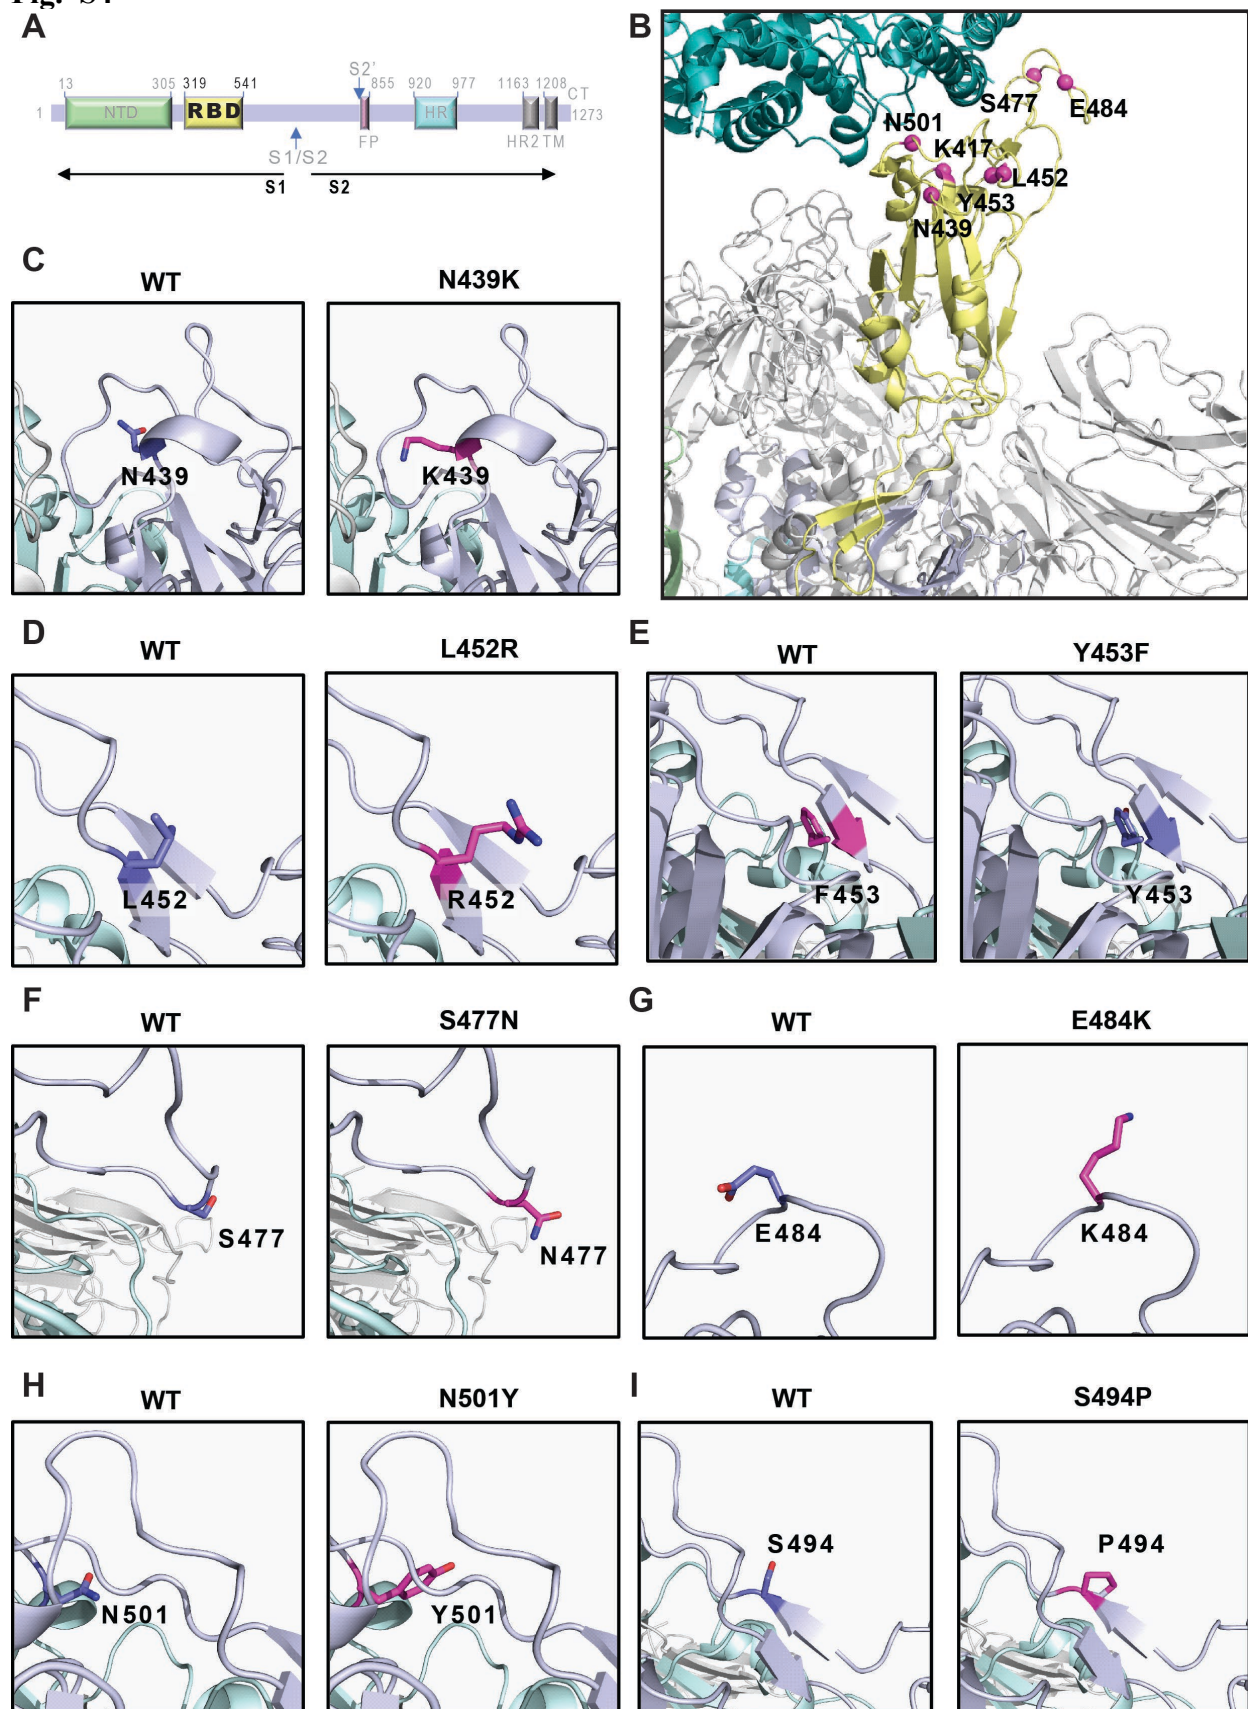 Fig. S4
A
13 305 319 541 S2' 855 920 977 1163 1208 CT
1 NTD RBD HR 1273
S1/S2 FP HR2 TM
S1 S2
B
S477 E484
N501
K417
L452
Y453
N439
C
WT N439K
N439 K439
D
WT L452R
L452 R452
E
WT Y453F
F453 Y453
F
WT S477N
S477 N477
G
WT E484K
E484 K484
H
WT N501Y
N501 Y501
I
WT S494P
S494 P494